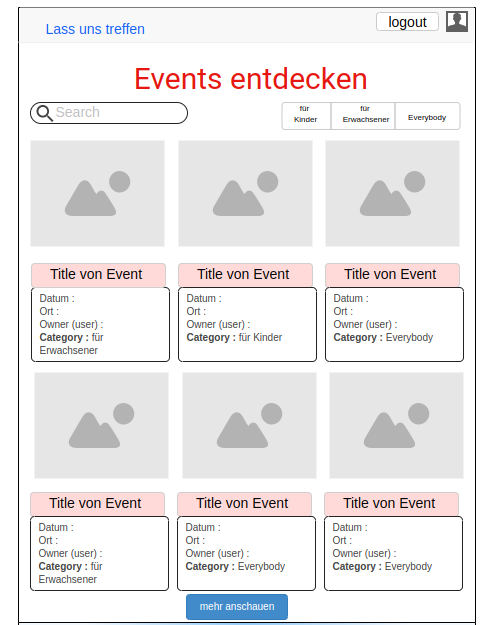 Lass uns treffen
logout
Events entdecken
Search
für
Kinder
für
Erwachsener
Everybody
Title von Event
Datum :
Ort :
Owner (user) :
Category : für
Erwachsener
Title von Event
Datum :
Ort :
Owner (user) :
Category : für Kinder
Title von Event
Datum :
Ort :
Owner (user) :
Category : Everybody
Title von Event
Datum :
Ort :
Owner (user) :
Category : für
Erwachsener
Title von Event
Datum :
Ort :
Owner (user) :
Category : Everybody
Title von Event
Datum :
Ort :
Owner (user) :
Category : Everybody
mehr anschauen